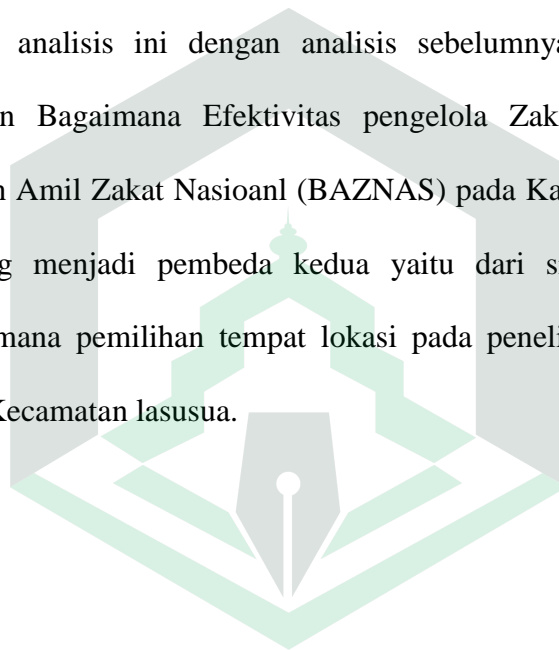 analisis ini dengan analisis sebelumnya
n Bagaimana Efektivitas pengelola Zak
n Amil Zakat Nasioanl (BAZNAS) pada Ka
g menjadi pembeda kedua yaitu dari s
mana pemilihan tempat lokasi pada peneli
Kecamatan lasusua.